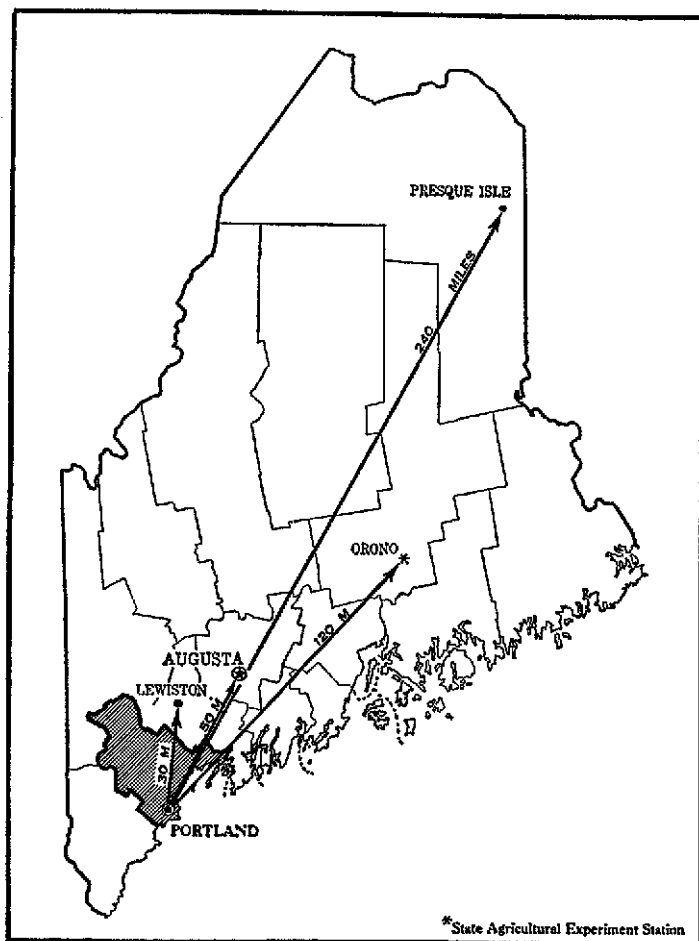 PRESQUE ISLE
240 MILES
ORONO *
120 M
AUGUSTA
LEWISTON
50 M
30 M
PORTLAND
*State Agricultural Experiment Station